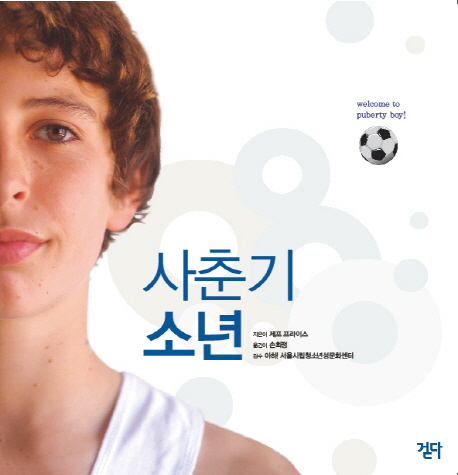 welcome to
puberty boy!
사춘기
소년
지은이 제프 프라이스
옮긴이 손희정
감수 아하! 서울시립청소년성문화센터
걷다